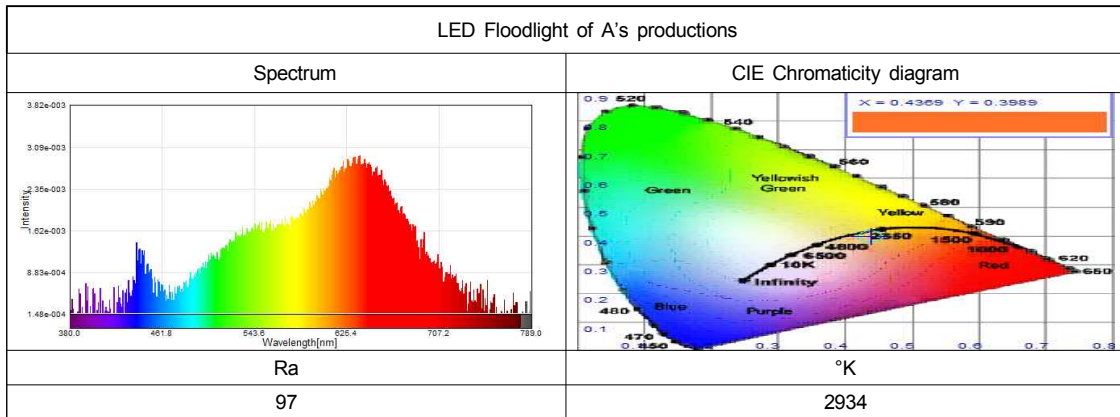 LED Floodlight of A's productions
Spectrum
CIE Chromaticity diagram
3.82e-003
3.09e-003
2.36e-003
1.62e-003
8.83e-004
1.48e-004
Intensity
380.0 461.8 543.6 625.4 707.2 789.0
Wavelength[nm]
X = 0.4369 Y = 0.3989
0.9 520
0.8 540
0.7 560
0.6 Green Yellowish
Green
580
0.5 Yellow 590
2350
0.4 4800 1500
6500 1000 620
0.3 10K Red 650
Infinity
0.2 Blue Purple
480
0.1 470
450
0.3 0.4 0.5 0.6 0.7 0.8
Ra
°K
97
2934